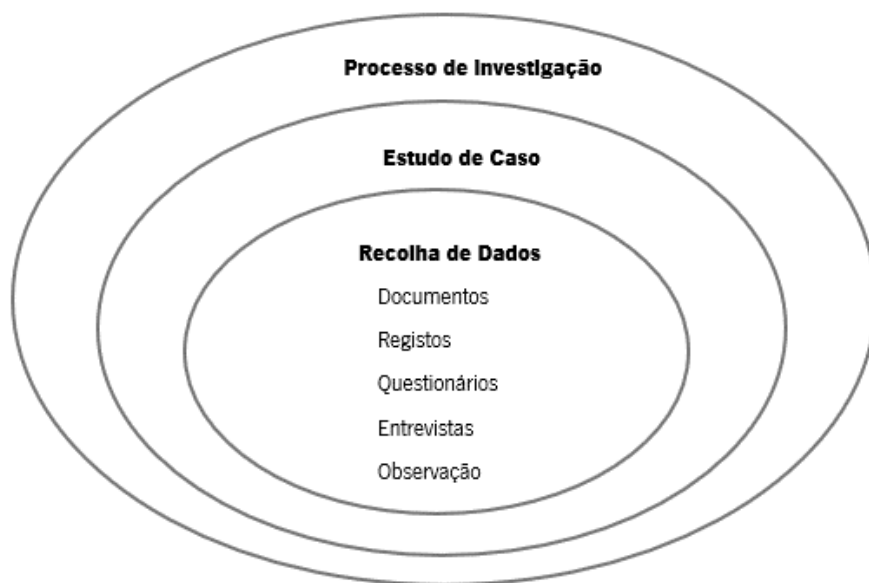 Processo de Investigação
Estudo de Caso
Recolha de Dados
Documentos
Registos
Questionários
Entrevistas
Observação